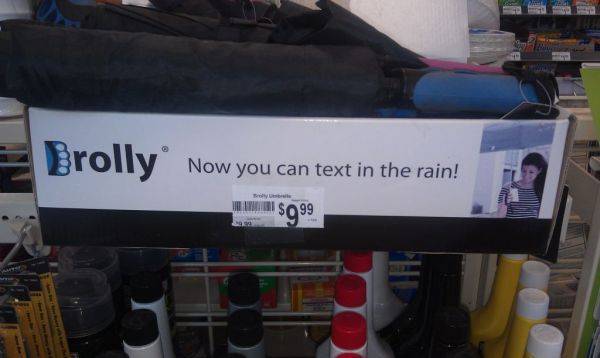 Brolly®
Now you can text in the rain!
Brolly Umbrella
$9 99